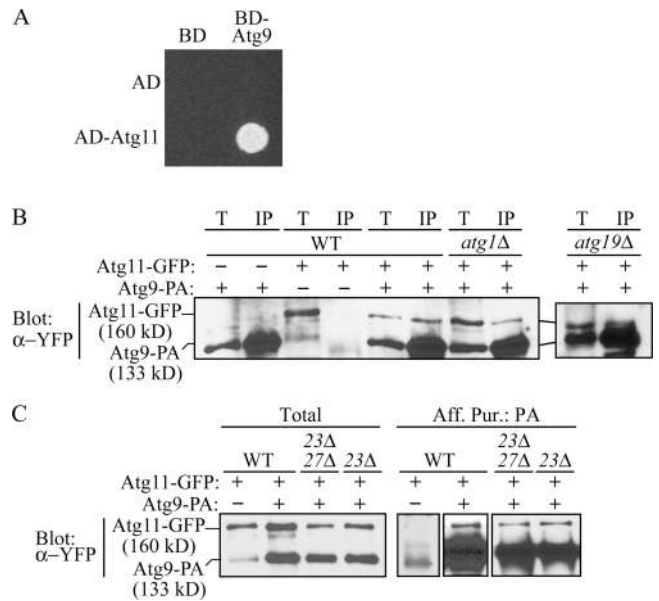 A
BD
BD-
Atg9
AD
AD-Atg11
B
T IP T IP T IP T IP T IP
WT atg1Δ atg19Δ
Atg11-GFP: – – + + + + + + + +
Atg9-PA: + + – – + + + + + +
Blot:
α–YFP
Atg11-GFP
(160 kD)
Atg9-PA
(133 kD)
C
Total Aff. Pur.: PA
WT 23Δ 27Δ 23Δ WT 23Δ 27Δ 23Δ
Atg11-GFP: + + + + + + + +
Atg9-PA: – + + + – + + +
Blot:
α–YFP
Atg11-GFP
(160 kD)
Atg9-PA
(133 kD)